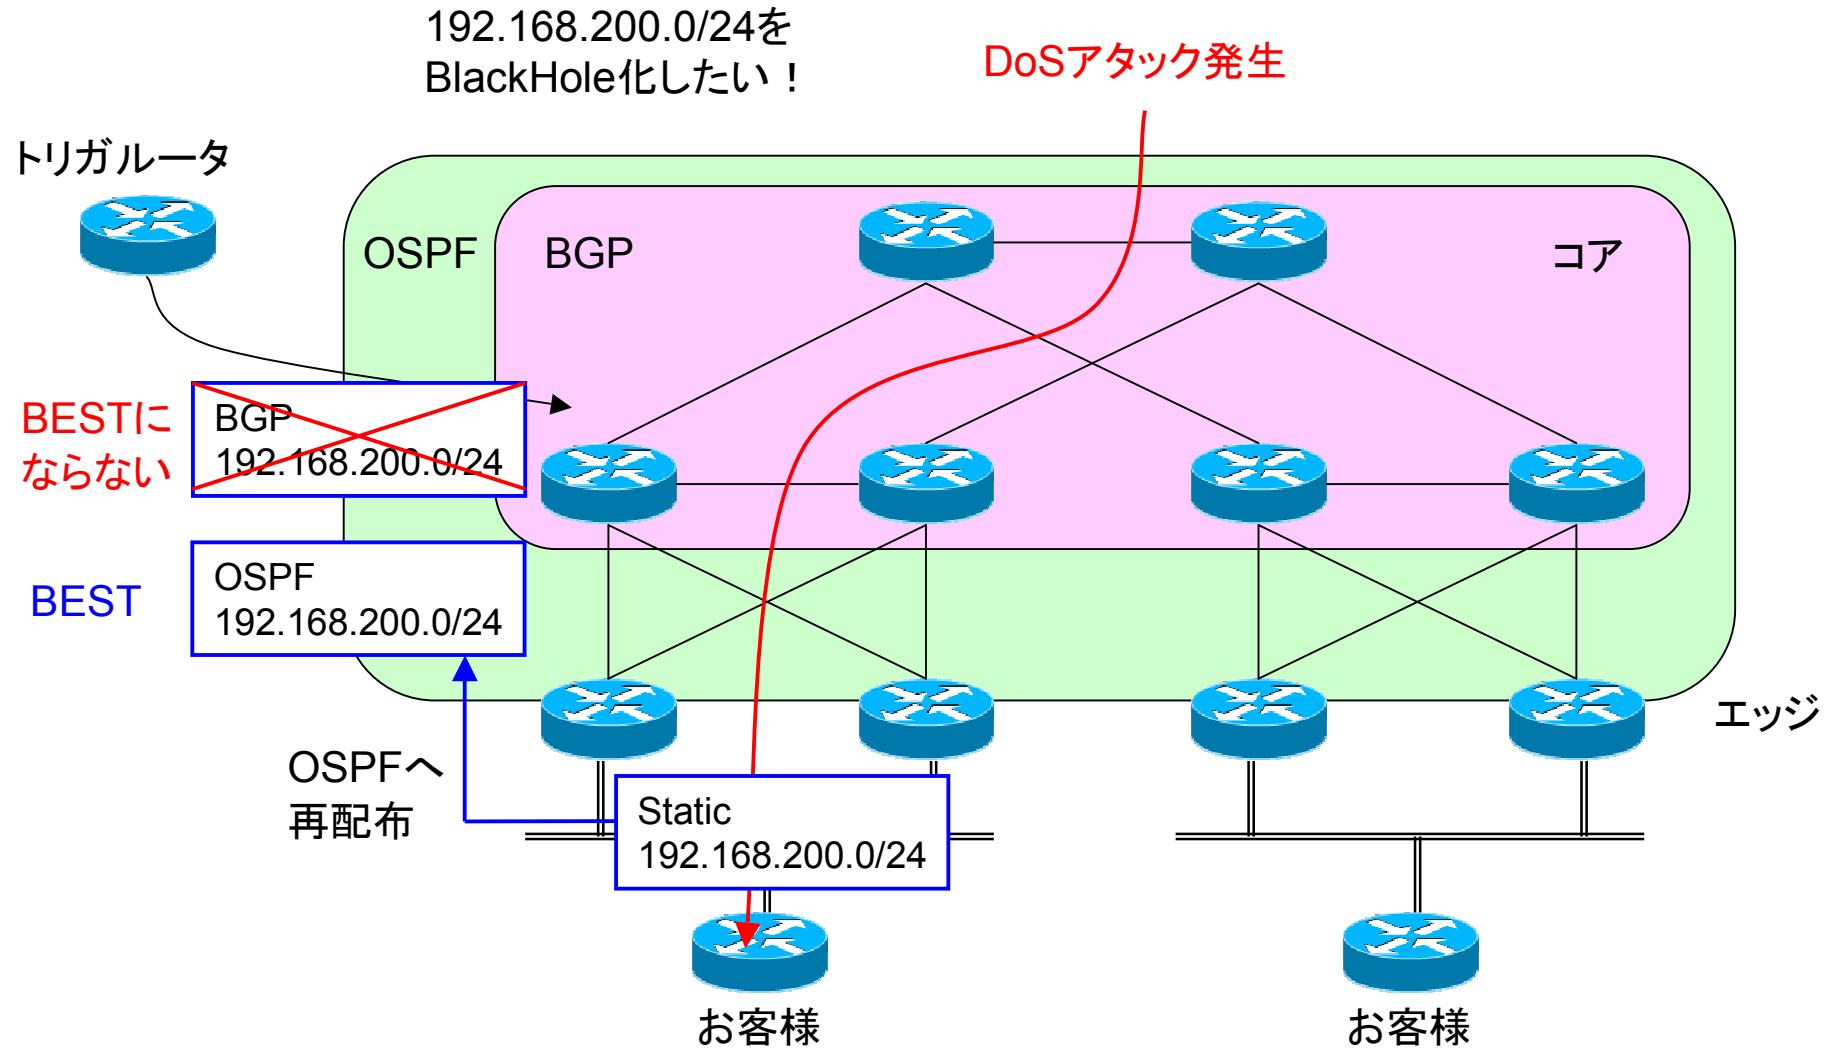 192.168.200.0/24を
BlackHole化したい！
DoSアタック発生
トリガルータ
OSPF
BGP
コア
BESTに
ならない
BGP
192.168.200.0/24
BEST
OSPF
192.168.200.0/24
エッジ
OSPFへ
再配布
Static
192.168.200.0/24
お客様
お客様